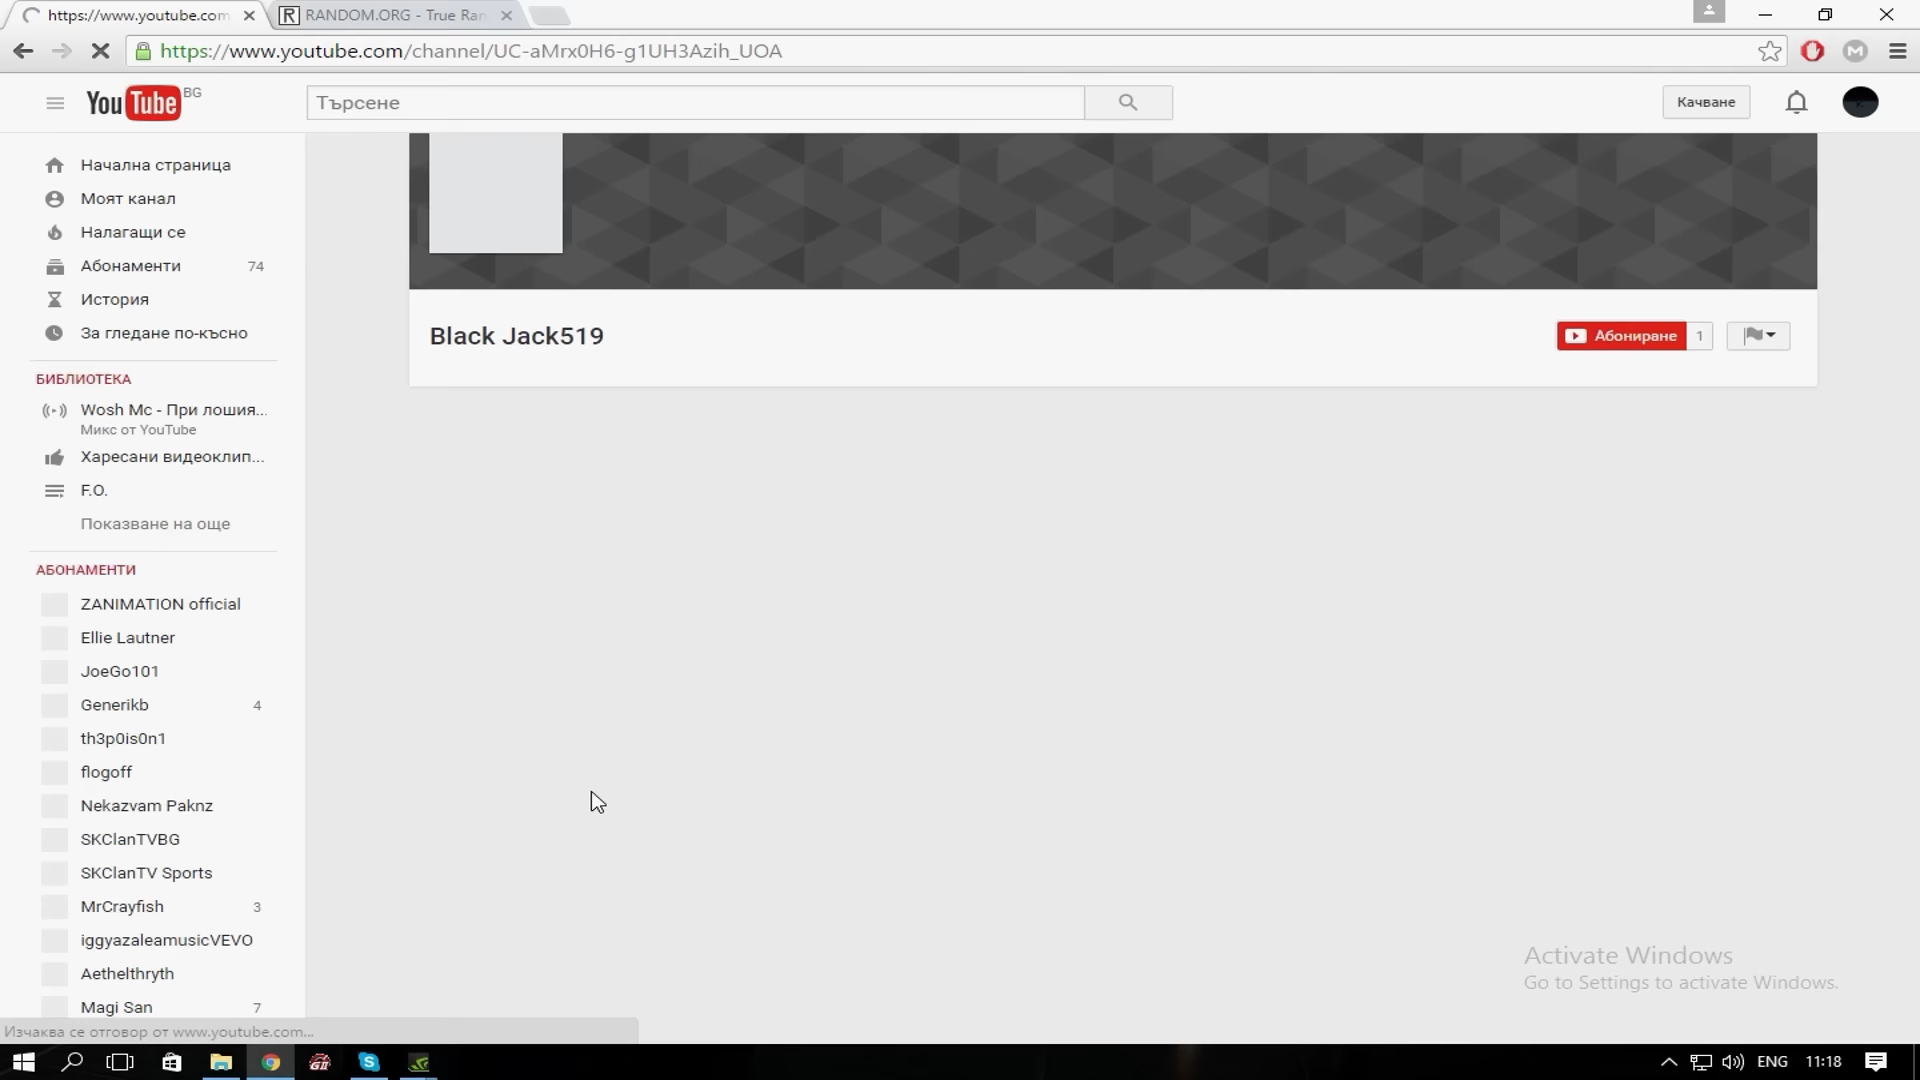 https://www.youtube.com
RANDOM.ORG - True Ran
https://www.youtube.com/channel/UC-aMrx0H6-g1UH3Azih_UOA
YouTube BG
Търсене
Качване
Начална страница
Моят канал
Налагащи се
Абонаменти 74
История
За гледане по-късно
БИБЛИОТЕКА
Wosh Mc - При лошия...
Микс от YouTube
Харесани видеоклип...
F.O.
Показване на още
АБОНАМЕНТИ
ZANIMATION official
Ellie Lautner
JoeGo101
Generikb 4
th3p0is0n1
flogoff
Nekazvam Paknz
SKClanTVBG
SKClanTV Sports
MrCrayfish 3
iggyazaleamusicVEVO
Aethelthryth
Magi San 7
Black Jack519
Абониране 1
Activate Windows
Go to Settings to activate Windows.
Изчаква се отговор от www.youtube.com...
ENG 11:18